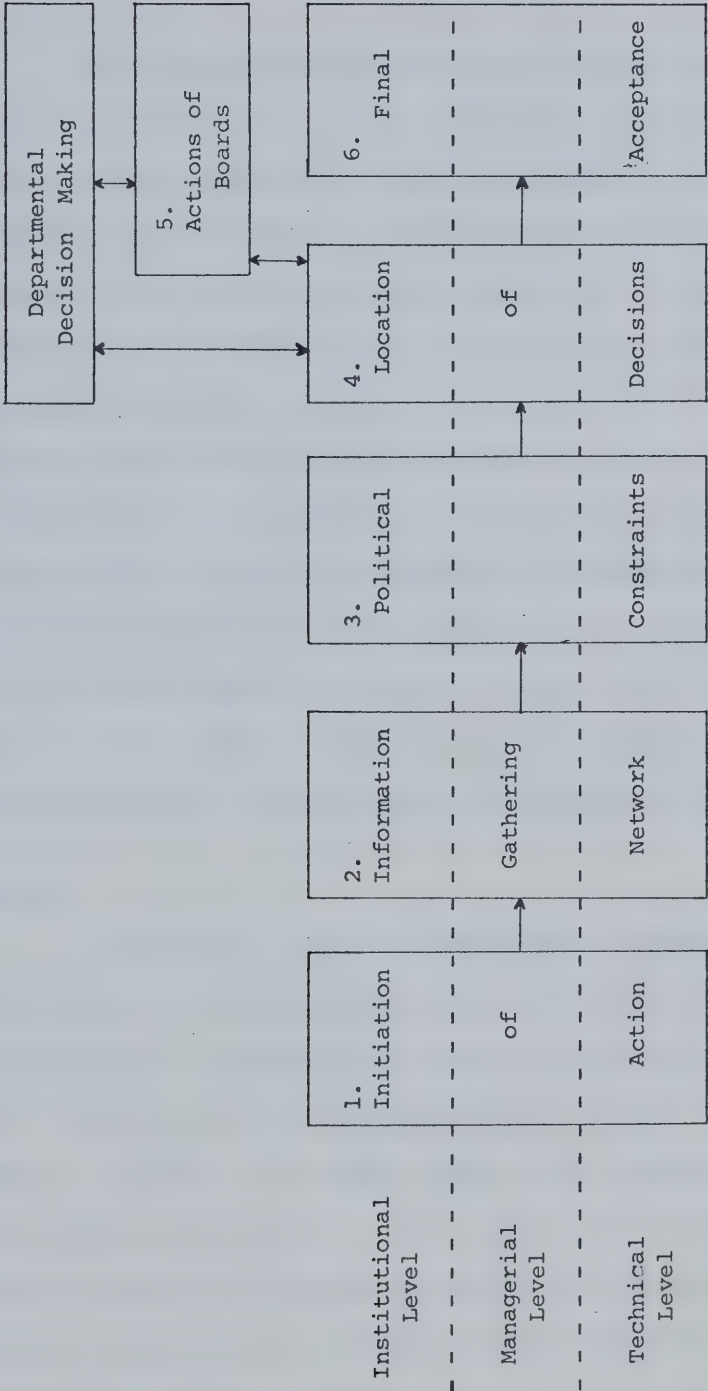 Departmental
Decision Making
5.
Actions of
Boards
Institutional
Level
1.
Initiation
2.
Information
3.
Political
4.
Location
6.
Final
Managerial
Level
of
Gathering
of
Technical
Level
Action
Network
Constraints
Decisions
Acceptance